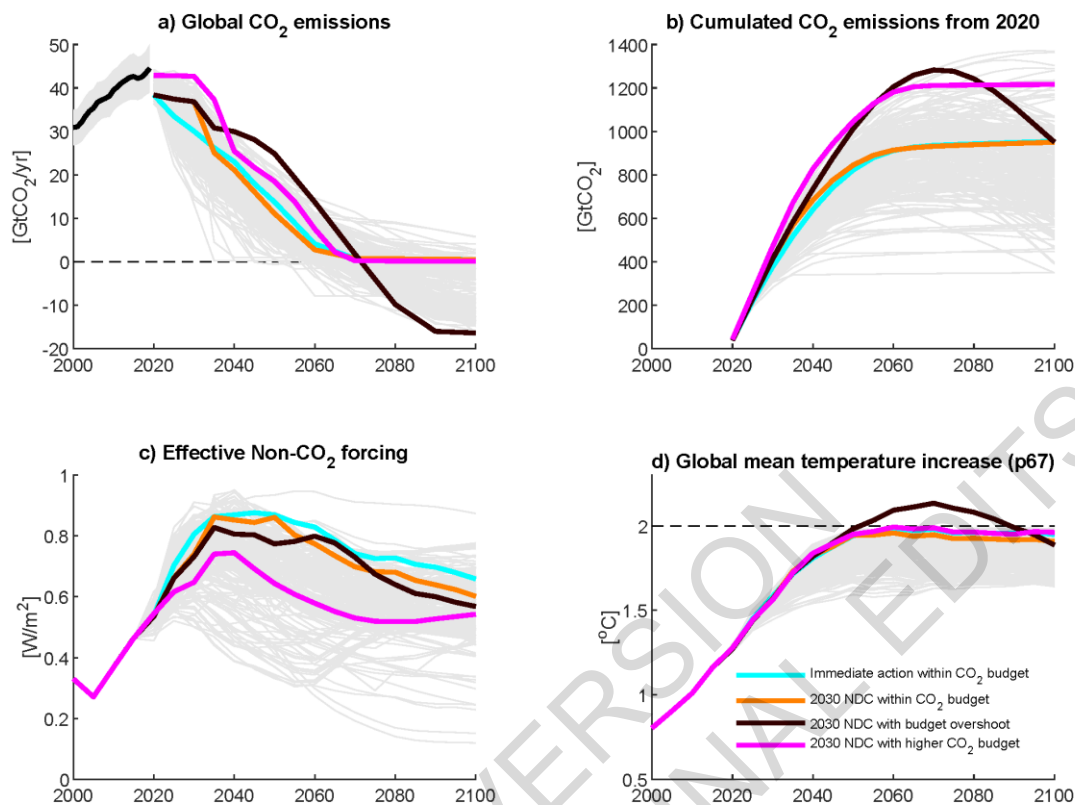 a) Global CO2 emissions
[GtCO2/yr]
50
40
30
20
10
0
-10
-20
2000 2020 2040 2060 2080 2100
b) Cumulated CO2 emissions from 2020
[GtCO2]
1400
1200
1000
800
600
400
200
0
2000 2020 2040 2060 2080 2100
c) Effective Non-CO2 forcing
[W/m2]
1
0.8
0.6
0.4
0.2
0
2000 2020 2040 2060 2080 2100
d) Global mean temperature increase (p67)
[oC]
2
1.5
1
0.5
Immediate action within CO2 budget
2030 NDC within CO2 budget
2030 NDC with budget overshoot
2030 NDC with higher CO2 budget
2000 2020 2040 2060 2080 2100
VERSION
NAL EDITS